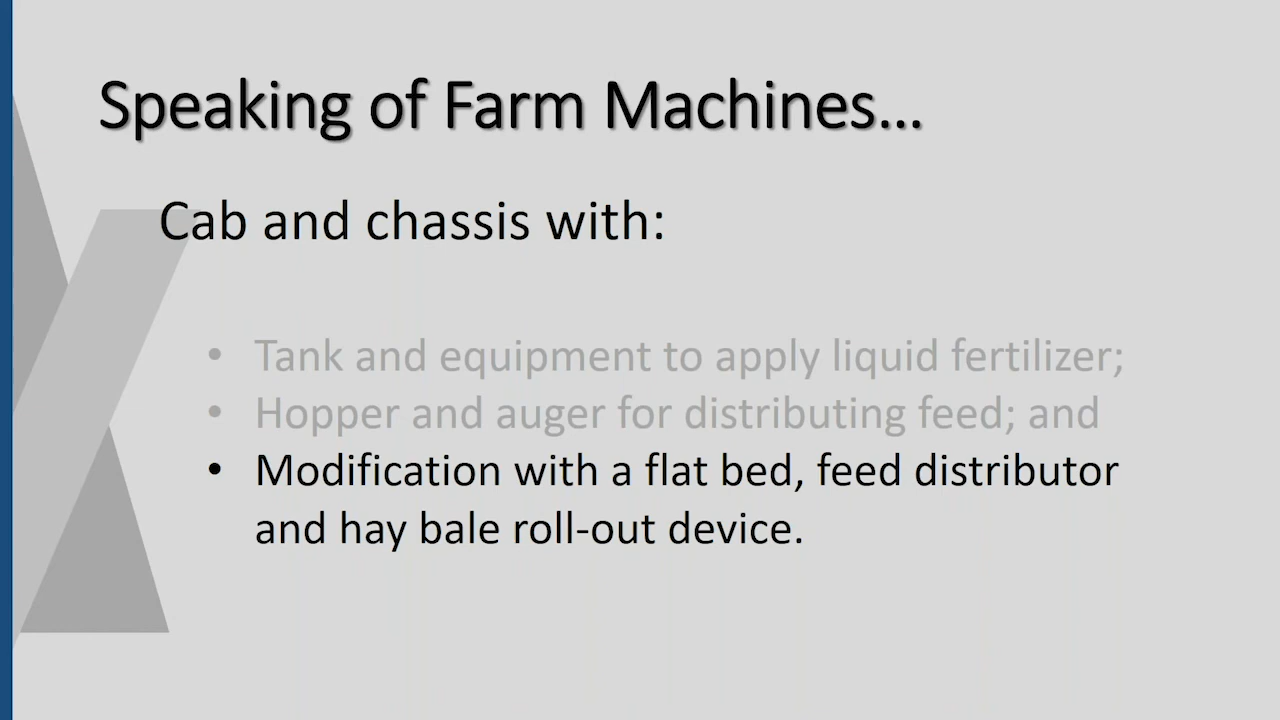 Speaking of Farm Machines...
Cab and chassis with:
• Tank and equipment to apply liquid fertilizer;
• Hopper and auger for distributing feed; and
• Modification with a flat bed, feed distributor
and hay bale roll-out device.